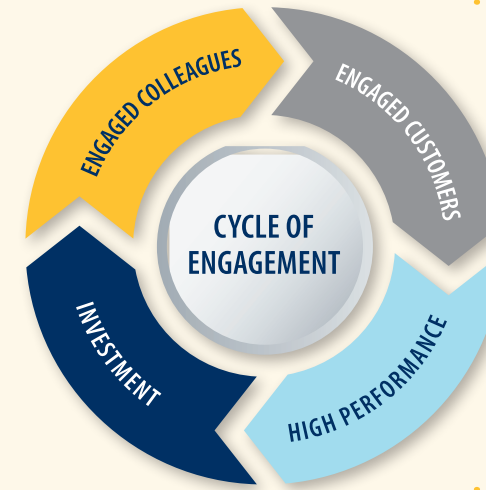 ENGAGED COLLEAGUES
ENGAGED CUSTOMERS
CYCLE OF
ENGAGEMENT
INVESTMENT
HIGH PERFORMANCE